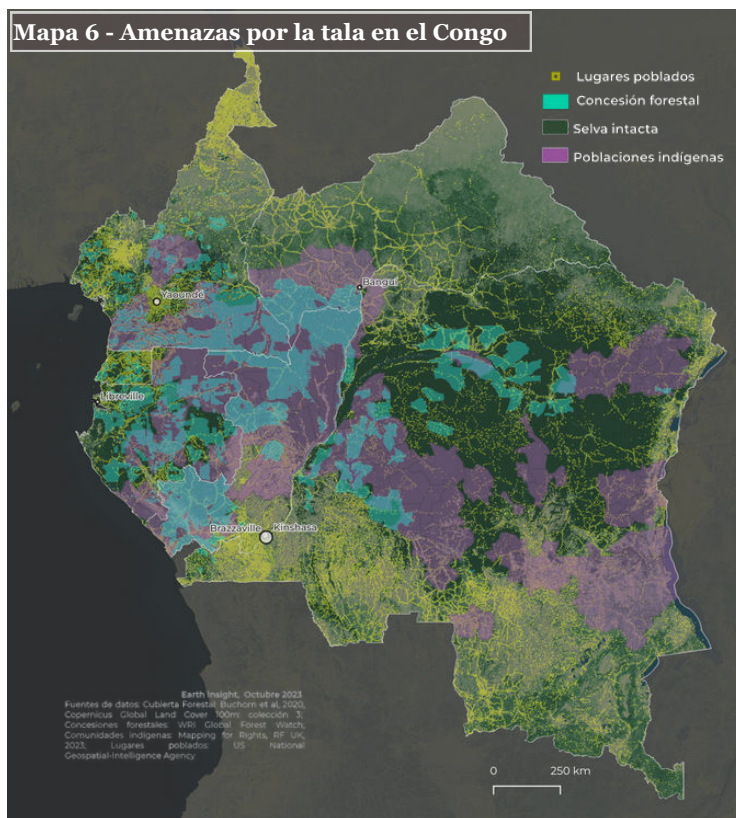 Mapa 6 - Amenazas por la tala en el Congo
Lugares poblados
Concesión forestal
Selva intacta
Poblaciones indígenas
Bangui
Yaoundé
Libreville
Brazzaville
Kinshasa
Earth Insight, Octubre 2023
Fuentes de datos: Cubierta Forestal: Buchorn et al, 2020,
Copernicus Global Land Cover 100m: colección 3;
Concesiones forestales: WRI Global Forest Watch;
Comunidades indígenas: Mapping for Rights, RF UK,
2023; Lugares poblados: US National
Geospatial-Intelligence Agency
0 250 km